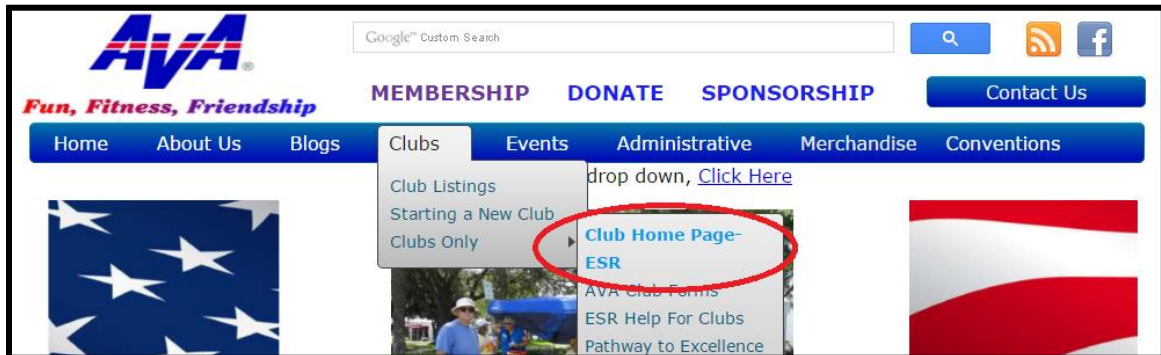 AVA®
Fun, Fitness, Friendship
Google™ Custom Search
MEMBERSHIP DONATE SPONSORSHIP
Contact Us
Home About Us Blogs Clubs Events Administrative Merchandise Conventions
drop down, Click Here
Club Listings
Starting a New Club
Clubs Only
Club Home Page-
ESR
AVA Club Forms
ESR Help For Clubs
Pathway to Excellence